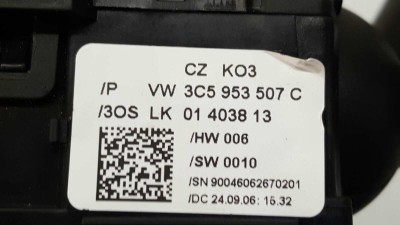 CZ KO3
/P VW 3C5 953 507 C
/3OS LK 01 4038 13
/HW 006
/SW 0010
/SN 90046062670201
/DC 24.09.06: 15.32